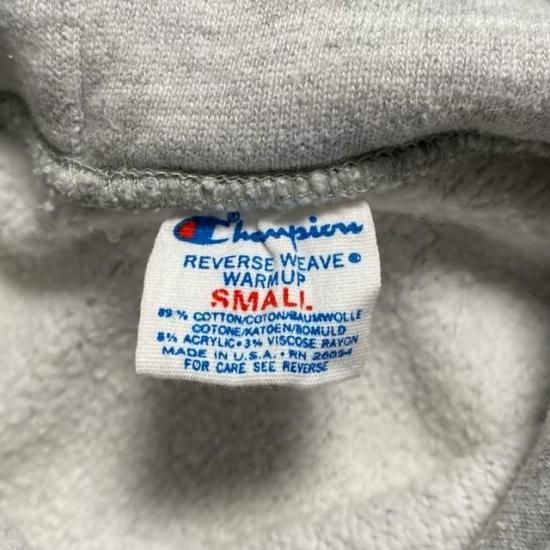 Champion®
REVERSE WEAVE®
WARMUP
SMALL
89% COTTON/COTON/BAUMWOLLE
COTONE/KATOEN/BOMULD
8% ACRYLIC • 3% VISCOSE RAYON
MADE IN U.S.A. • RN 26094
FOR CARE SEE REVERSE